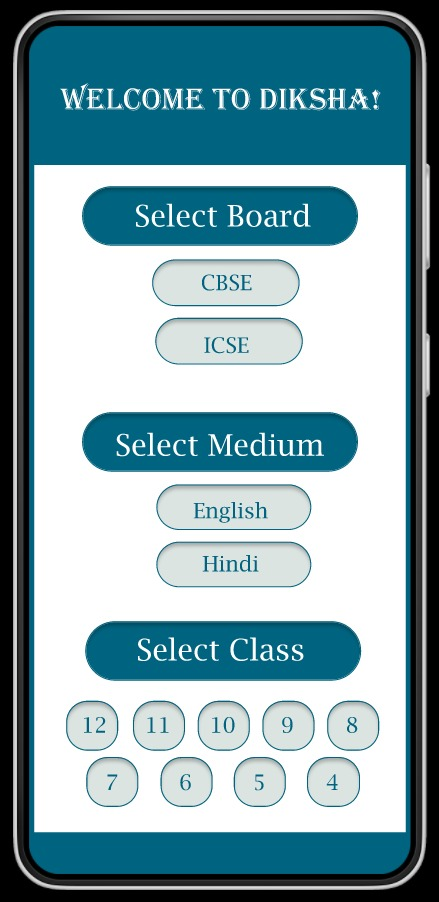 WELCOME TO DIKSHA!
Select Board
CBSE
ICSE
Select Medium
English
Hindi
Select Class
12 11 10 9 8
7 6 5 4